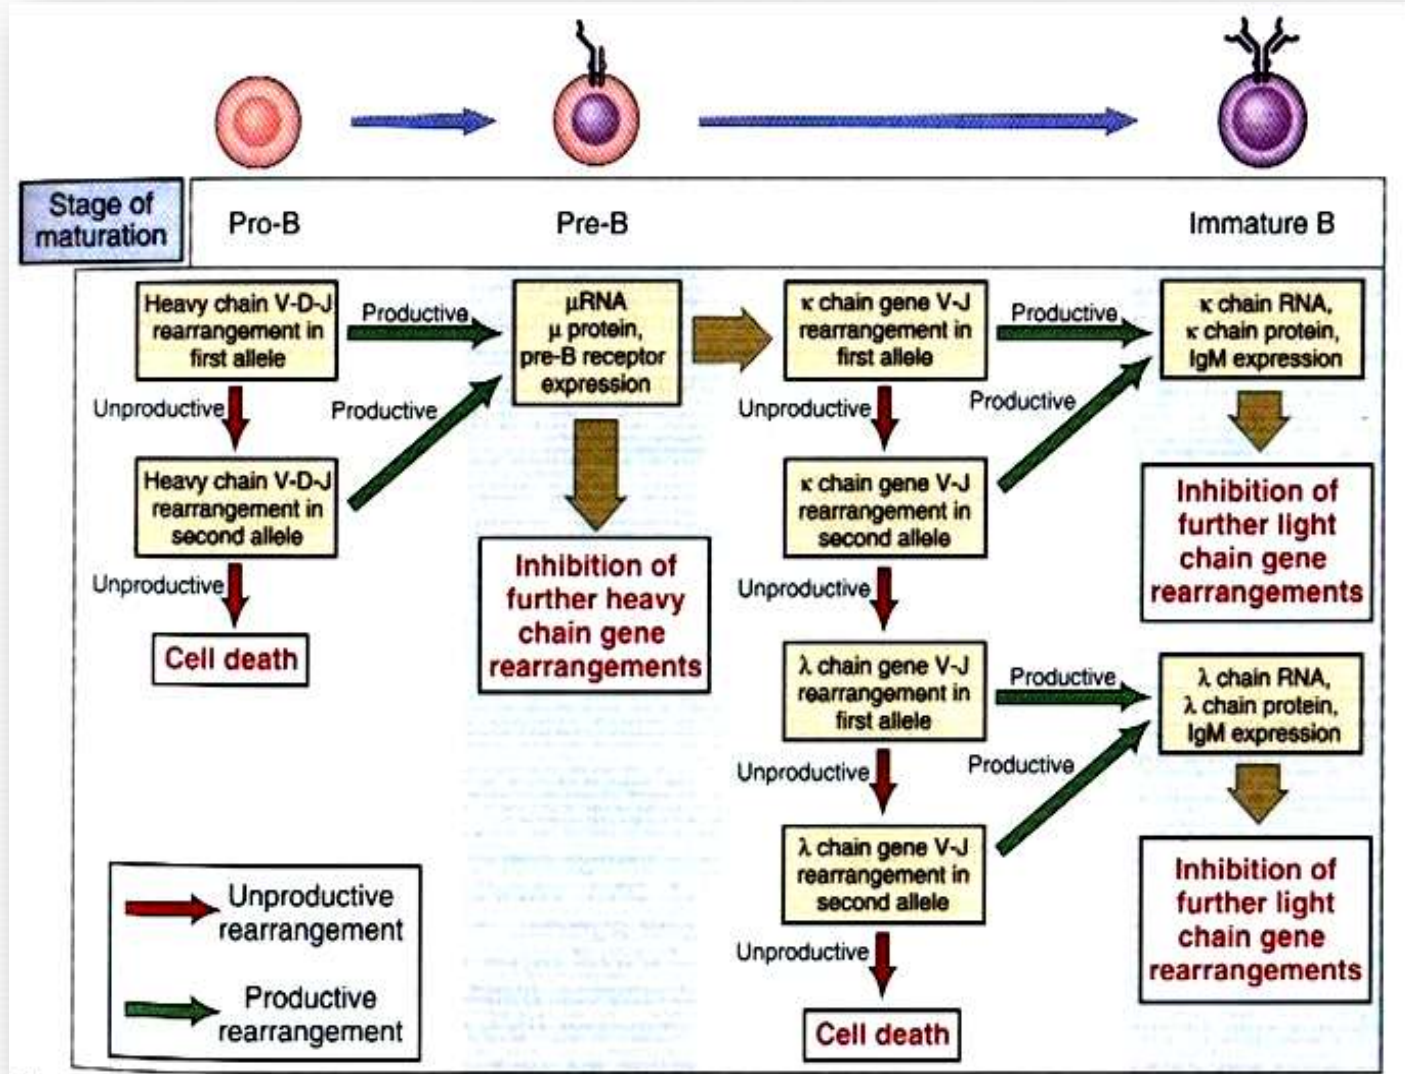 Stage of
maturation
Pro-B
Pre-B
Immature B
Heavy chain V-D-J
rearrangement in
first allele
Productive
μRNA
μ protein,
pre-B receptor
expression
κ chain gene V-J
rearrangement in
first allele
Productive
κ chain RNA,
κ chain protein,
IgM expression
Unproductive
Productive
Unproductive
Productive
Heavy chain V-D-J
rearrangement in
second allele
κ chain gene V-J
rearrangement in
second allele
Inhibition of
further light
chain gene
rearrangements
Unproductive
Inhibition of
further heavy
chain gene
rearrangements
Unproductive
Cell death
λ chain gene V-J
rearrangement in
first allele
Productive
λ chain RNA,
λ chain protein,
IgM expression
Unproductive
Productive
λ chain gene V-J
rearrangement in
second allele
Inhibition of
further light
chain gene
rearrangements
Unproductive
rearrangement
Productive
rearrangement
Unproductive
Cell death